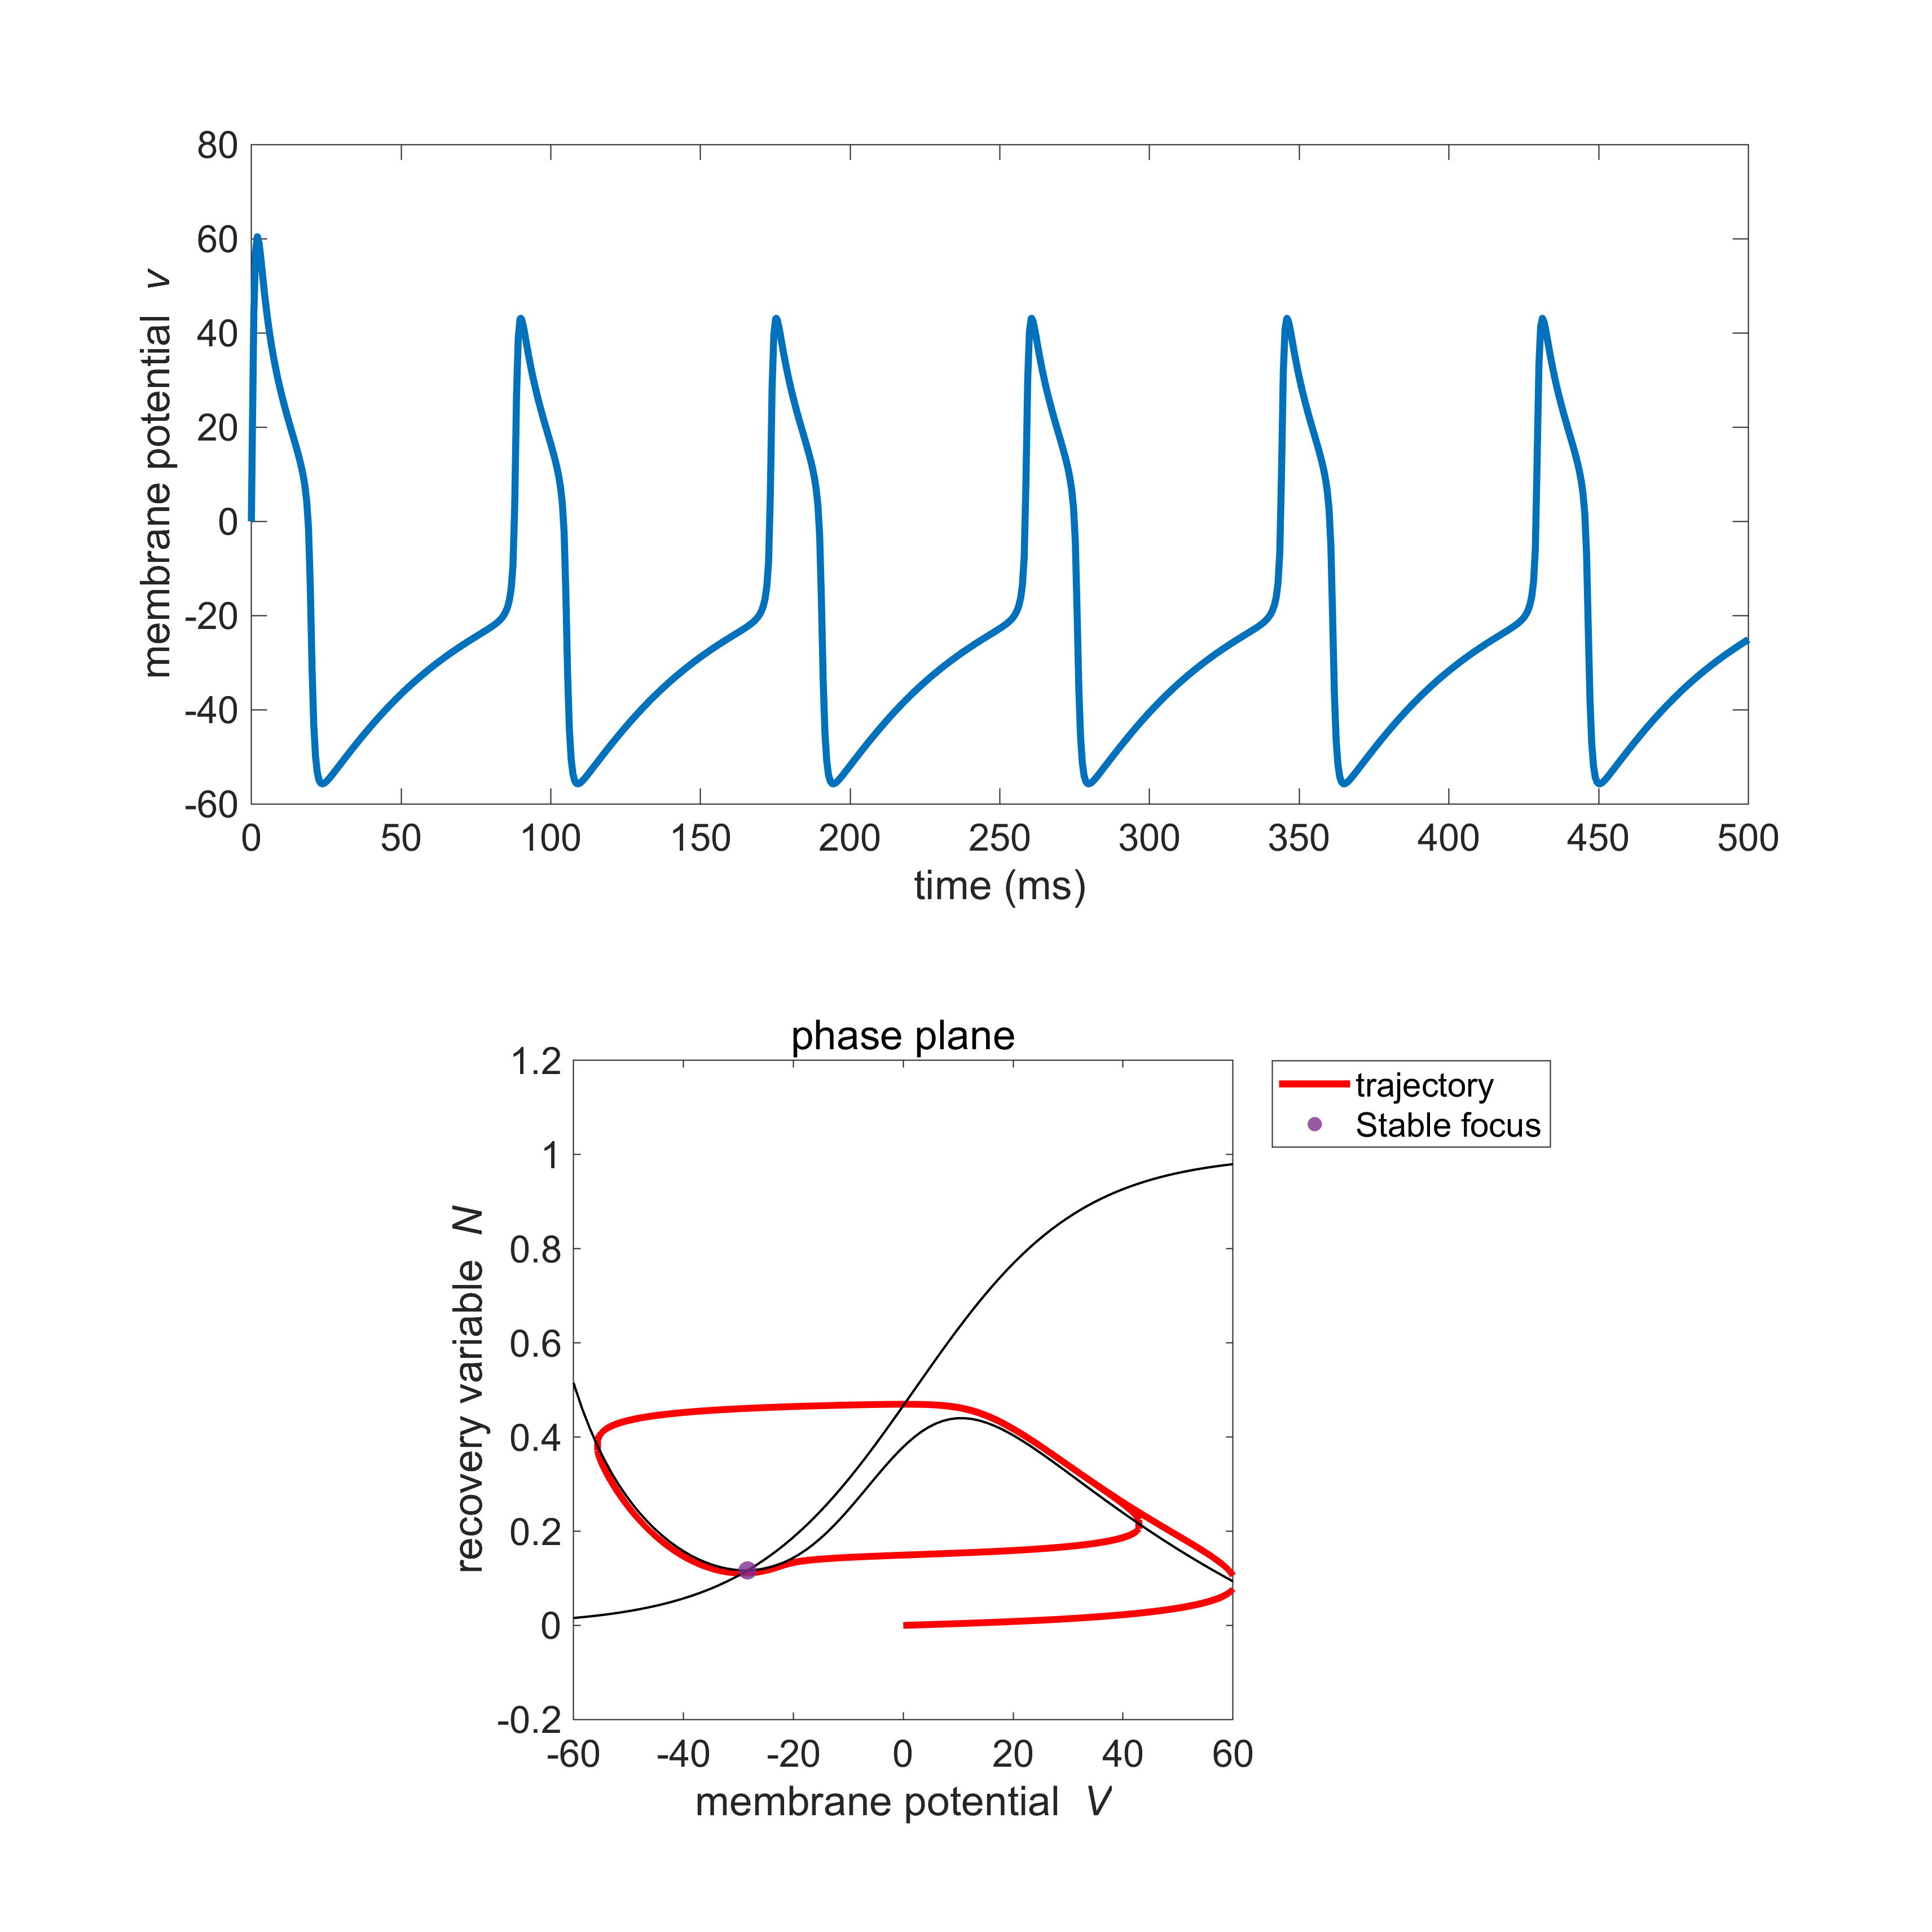 80
60
40
20
0
-20
-40
-60
membrane potential v
0 50 100 150 200 250 300 350 400 450 500
time (ms)
phase plane
1.2
1
0.8
0.6
0.4
0.2
0
-0.2
recovery variable N
-60 -40 -20 0 20 40 60
membrane potential V
trajectory
Stable focus